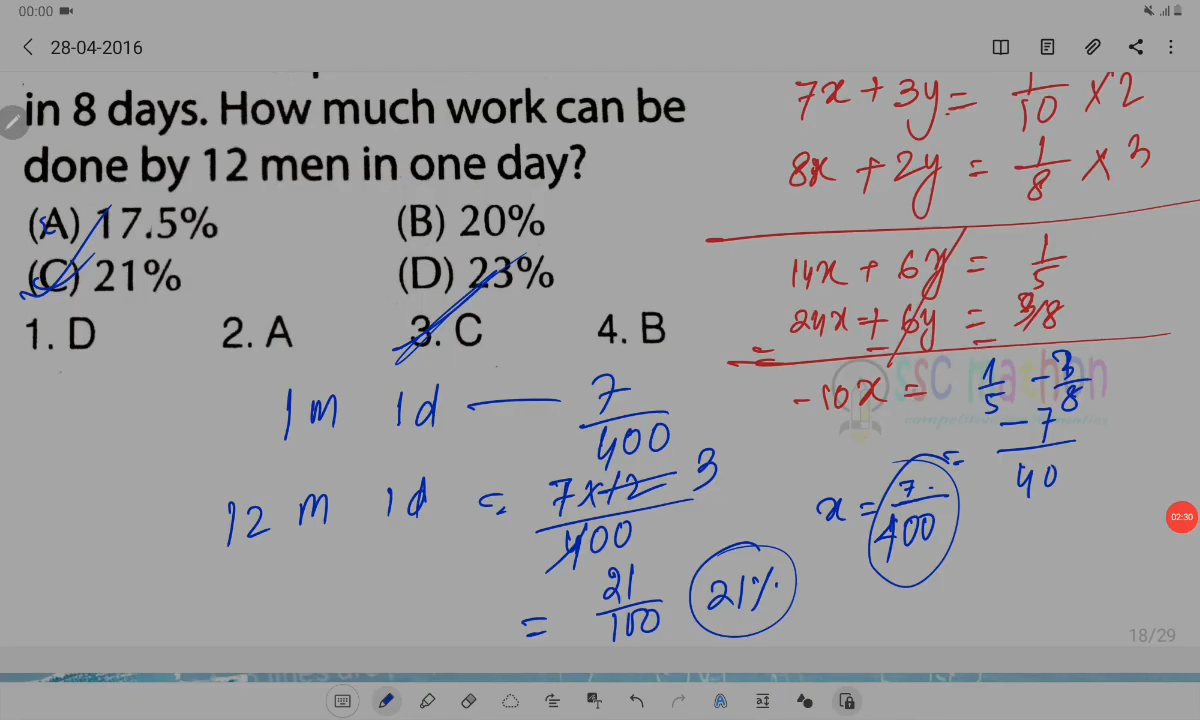 00:00
28-04-2016
in 8 days. How much work can be
done by 12 men in one day?
(A) 17.5%
(B) 20%
(C) 21%
(D) 23%
1. D 2. A 3. C 4. B
7x + 3y = 1/10 × 2
8x + 2y = 1/8 × 3
14x + 6y = 1/5
24x + 6y = 3/8
- 10x = 1/5 - 3/8
= -7/40
x = 7/400
1m 1d — 7/400
12 m 1d = 7×12/400 3
= 21/100 21%
ssc ma
18/29
02:30